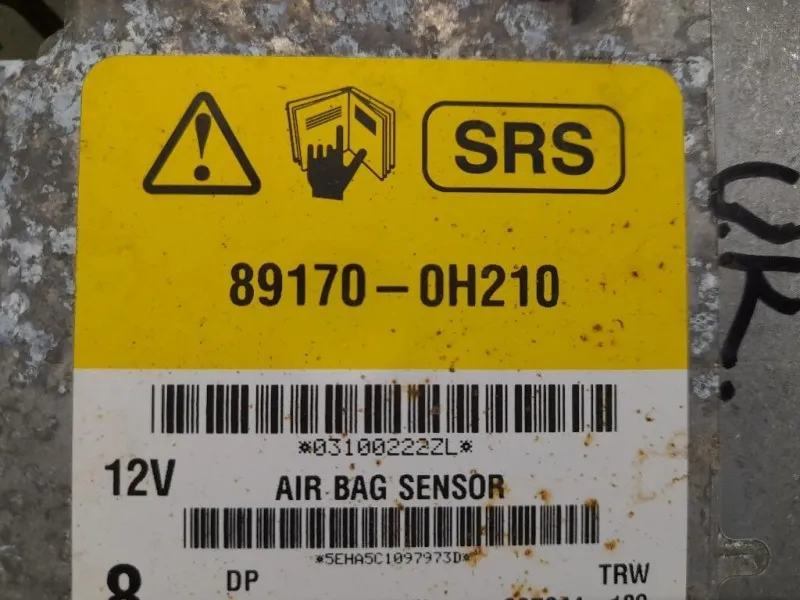 SRS
89170-0H210
*03100222ZL*
12V
AIR BAG SENSOR
*5EHA5C1097973D*
8 DP TRW
O.K.